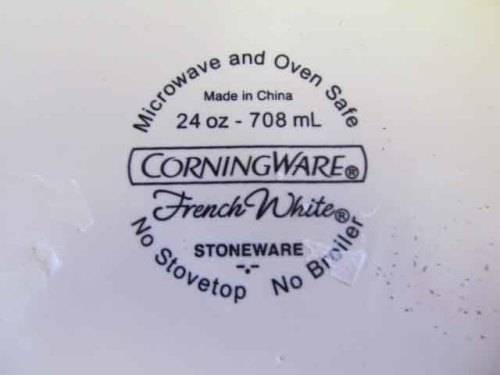 Microwave and Oven Safe
Made in China
24 oz - 708 mL
CORNINGWARE®
French White®
STONEWARE
No Stovetop No Broiler